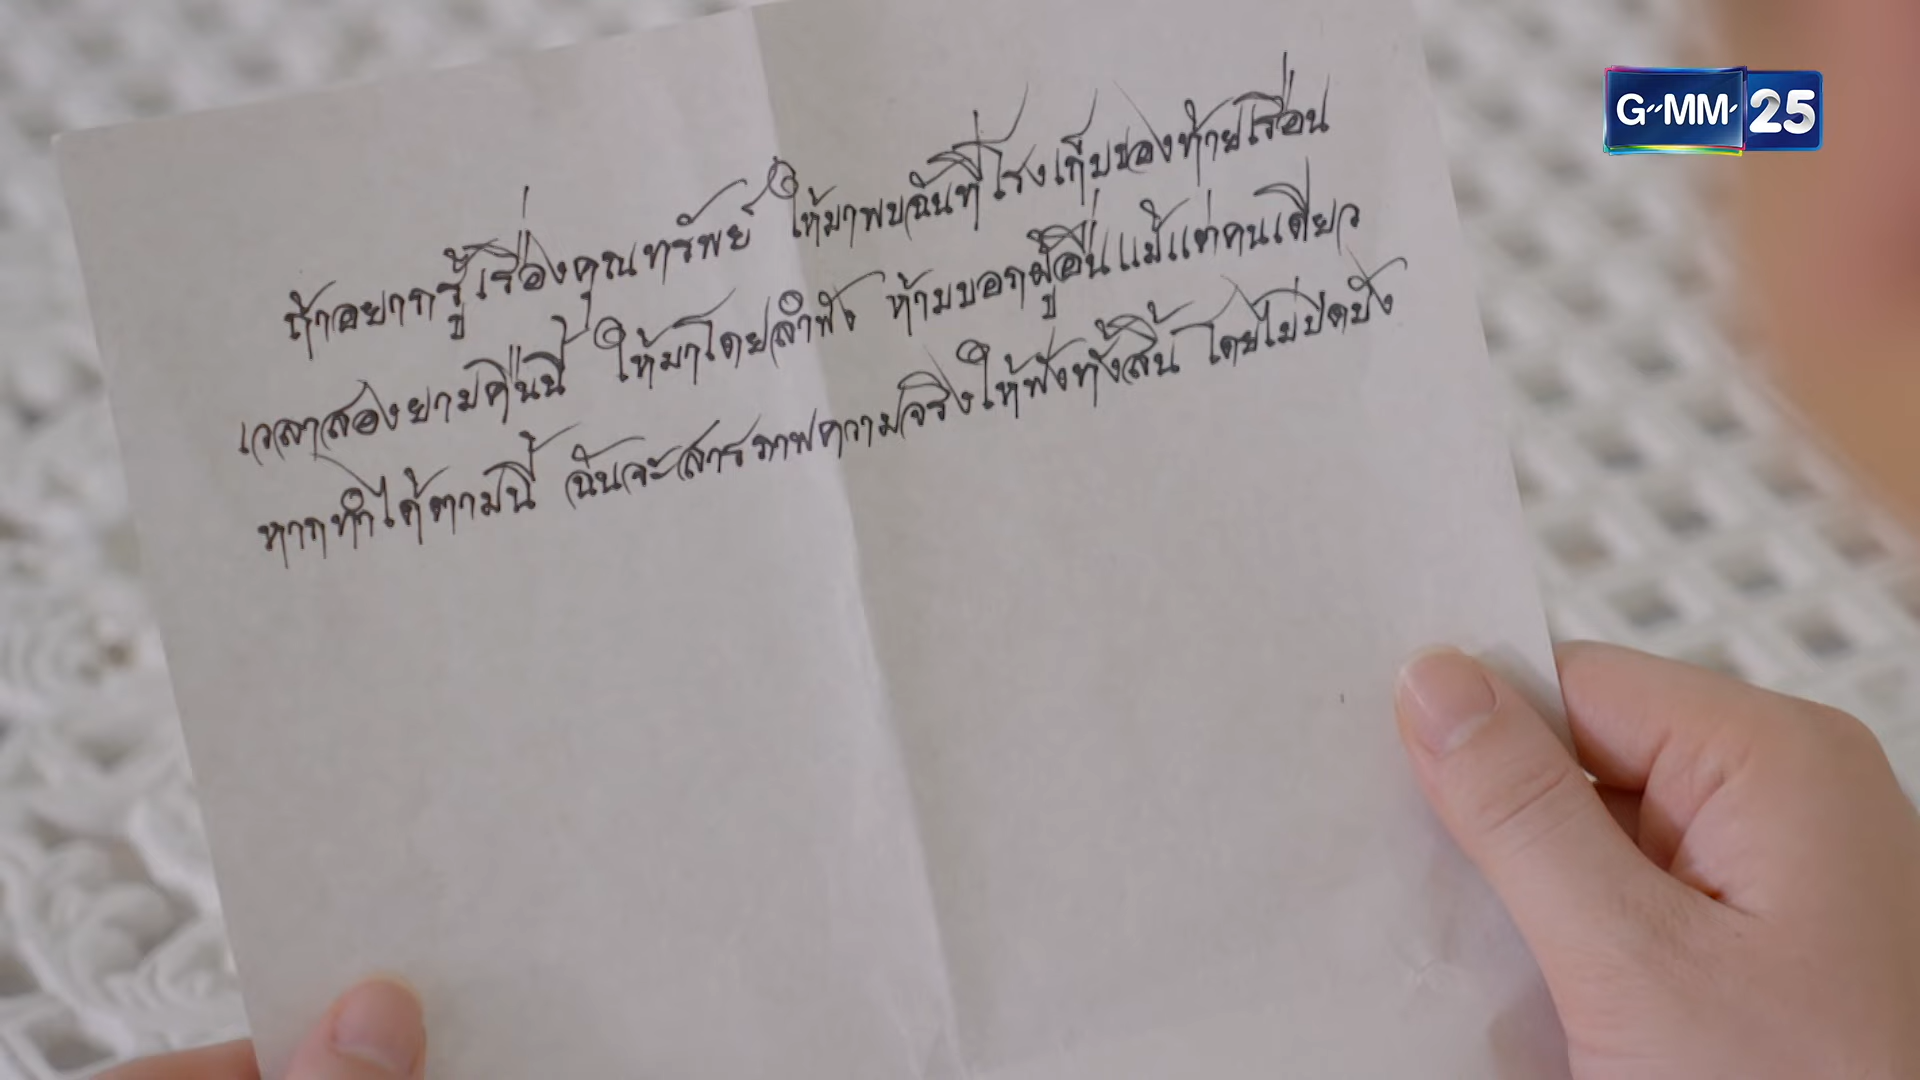 G"MM' 25
ถ้าอยากรู้เรื่องคุณทรัพย์ ให้มาพบฉันที่โรงเก็บของท้ายเรือน
เวลาสองยามคืนนี้ ให้มาโดยลำพัง ห้ามบอกผู้อื่นแม้แต่คนเดียว
หากทำได้ตามนี้ ฉันจะสารภาพความจริงให้ฟังทั้งสิ้น โดยไม่ปิดบัง